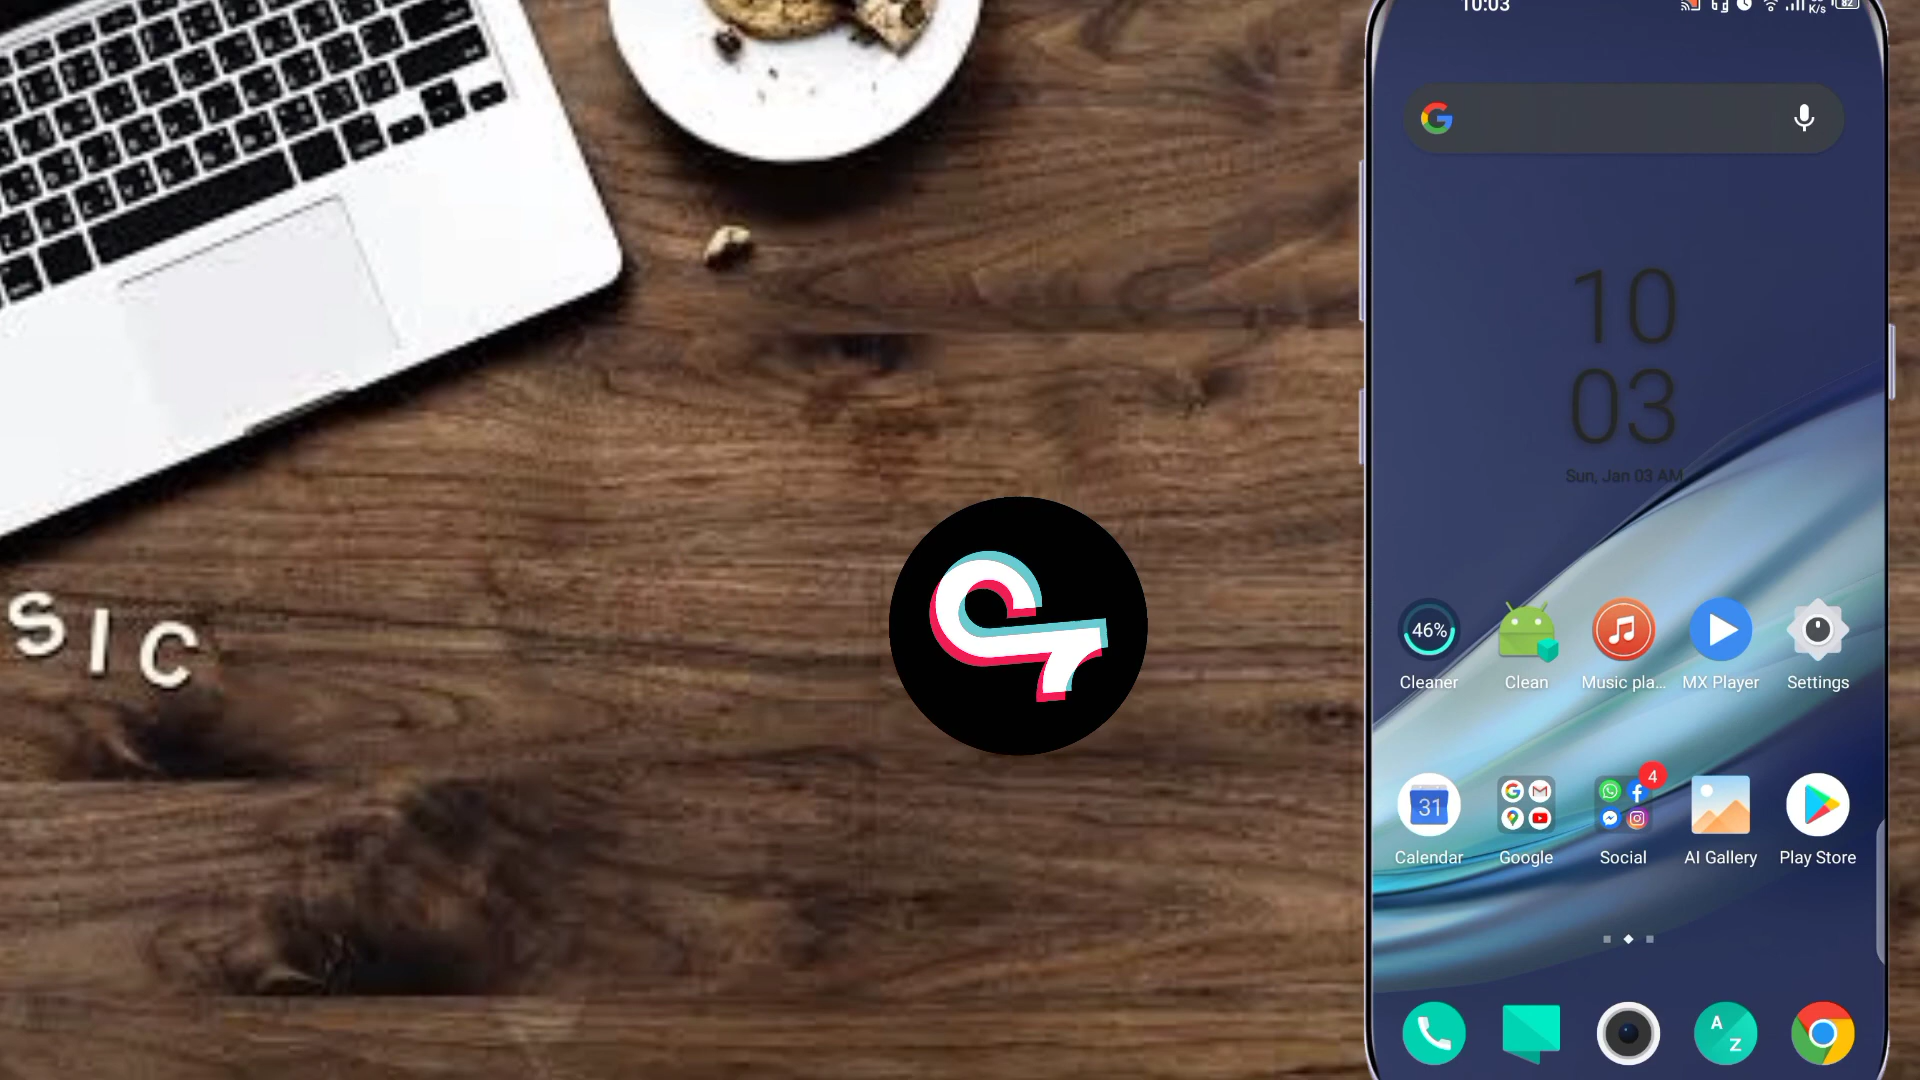 SIC
10:03
K/s
82
10
03
Sun, Jan 03 AM
46%
Cleaner
Clean
Music pla...
MX Player
Settings
31
4
Calendar
Google
Social
AI Gallery
Play Store
A
Z